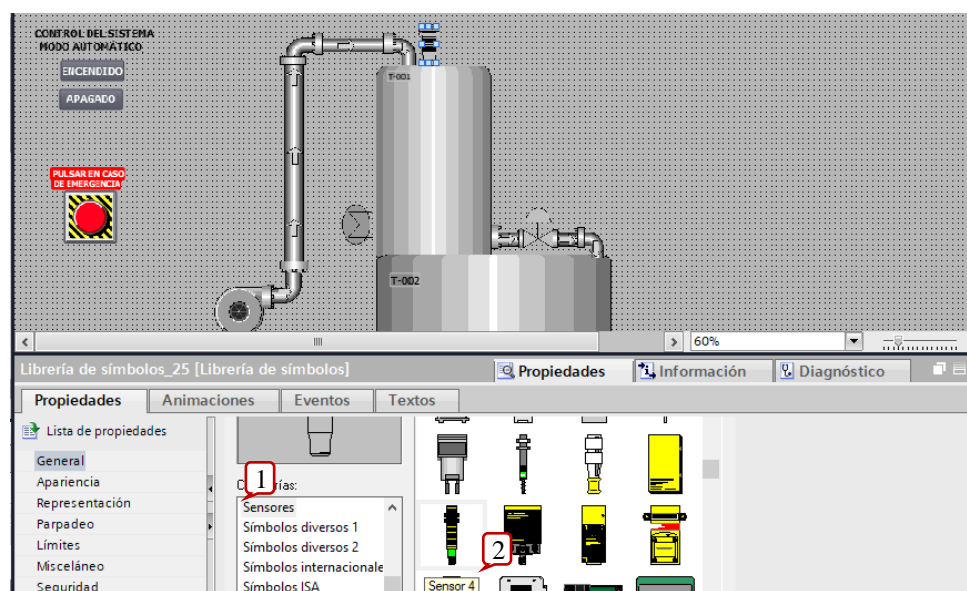 CONTROL DEL SISTEMA
MODO AUTOMÁTICO
ENCENDIDO
APAGADO
PULSAR EN CASO
DE EMERGENCIA
T-001
T-002
60%
Librería de símbolos_25 [Librería de símbolos]
Propiedades
Información
Diagnóstico
Propiedades
Animaciones
Eventos
Textos
Lista de propiedades
General
Apariencia
Representación
Parpadeo
Límites
Misceláneo
Seguridad
1
Sensores
Símbolos diversos 1
Símbolos diversos 2
Símbolos internacionale
Símbolos ISA
2
Sensor 4